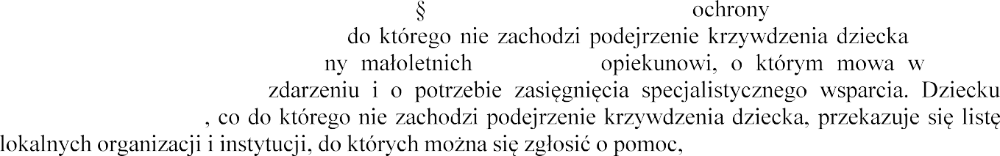 § ochrony
do którego nie zachodzi podejrzenie krzywdzenia dziecka
ny małoletnich opiekunowi, o którym mowa w
zdarzeniu i o potrzebie zasięgnięcia specjalistycznego wsparcia. Dziecku
, co do którego nie zachodzi podejrzenie krzywdzenia dziecka, przekazuje się listę
lokalnych organizacji i instytucji, do których można się zgłosić o pomoc,